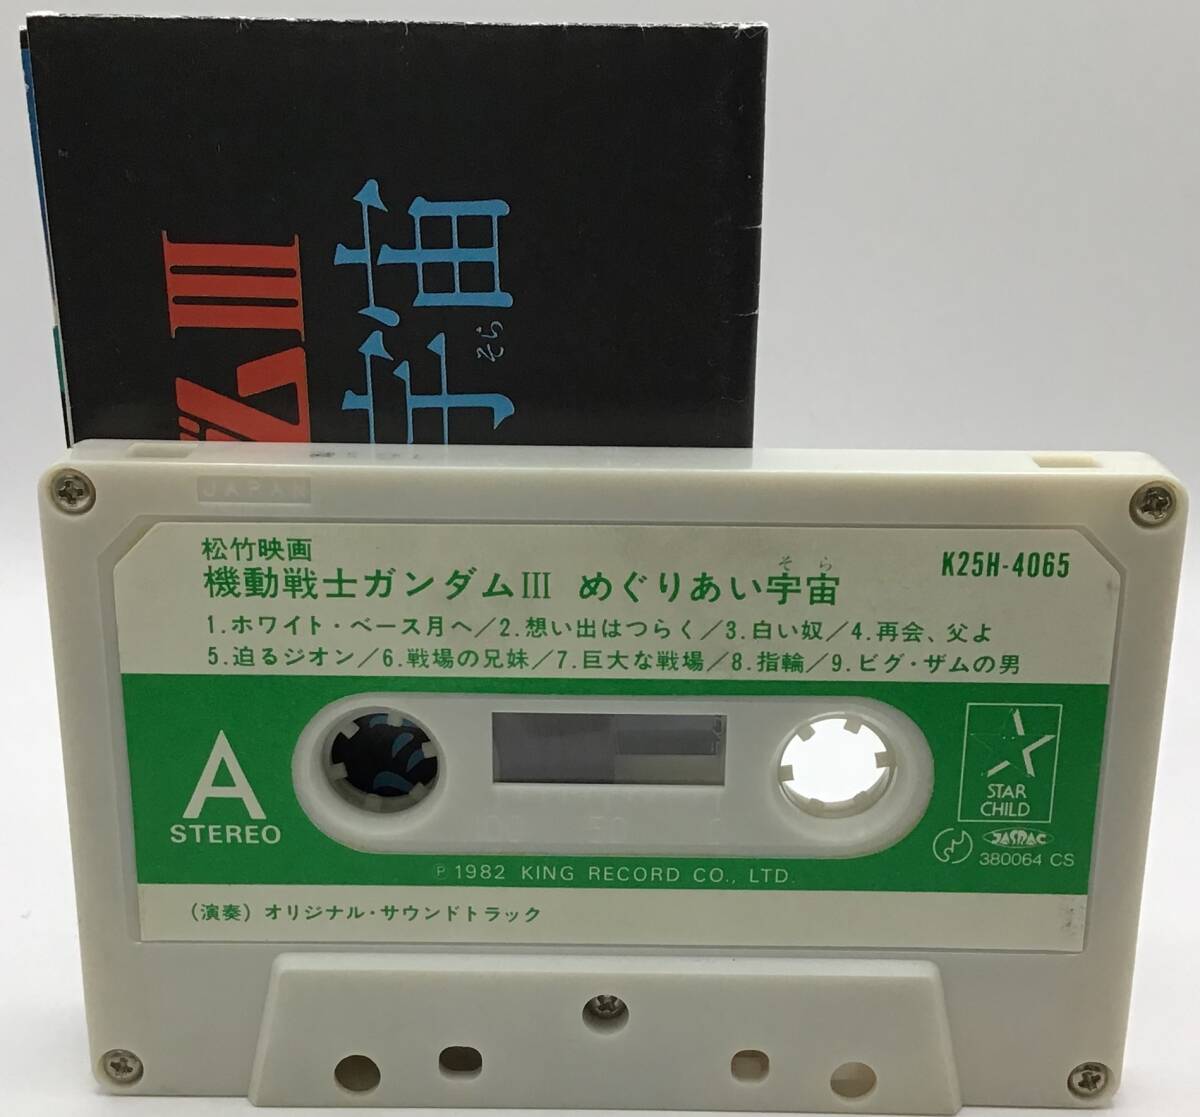 宇宙
そら
III
JAPAN
松竹映画
K25H-4065
そら
機動戦士ガンダムIII めぐりあい宇宙
1.ホワイト・ベース月へ/2.想い出はつらく/3.白い奴/4.再会、父よ
5.迫るジオン/6.戦場の兄妹/7.巨大な戦場/8.指輪/9.ビグ・ザムの男
A
STEREO
STAR
CHILD
JASRAC
380064 CS
Ⓟ 1982 KING RECORD CO., LTD.
(演奏) オリジナル・サウンドトラック